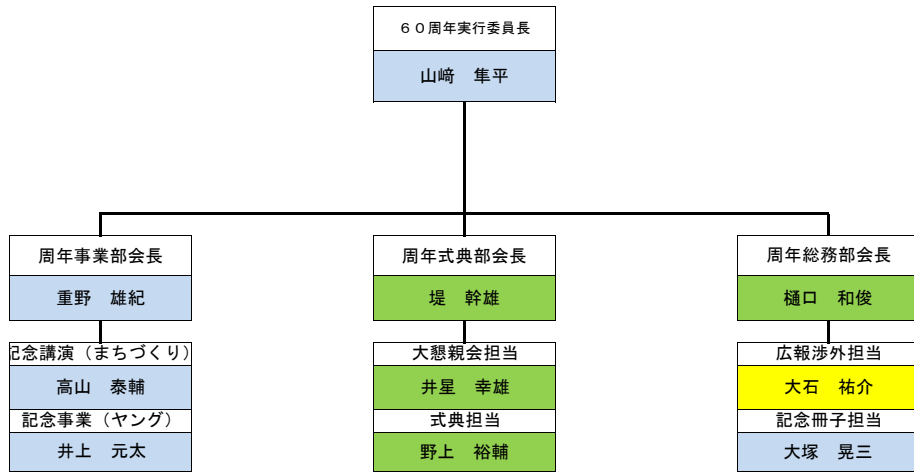 ６０周年実行委員長
山﨑　隼平
周年事業部会長
重野　雄紀
記念講演（まちづくり）
高山　泰輔
記念事業（ヤング）
井上　元太
周年式典部会長
堤　幹雄
大懇親会担当
井星　幸雄
式典担当
野上　裕輔
周年総務部会長
樋口　和俊
広報渉外担当
大石　祐介
記念冊子担当
大塚　晃三